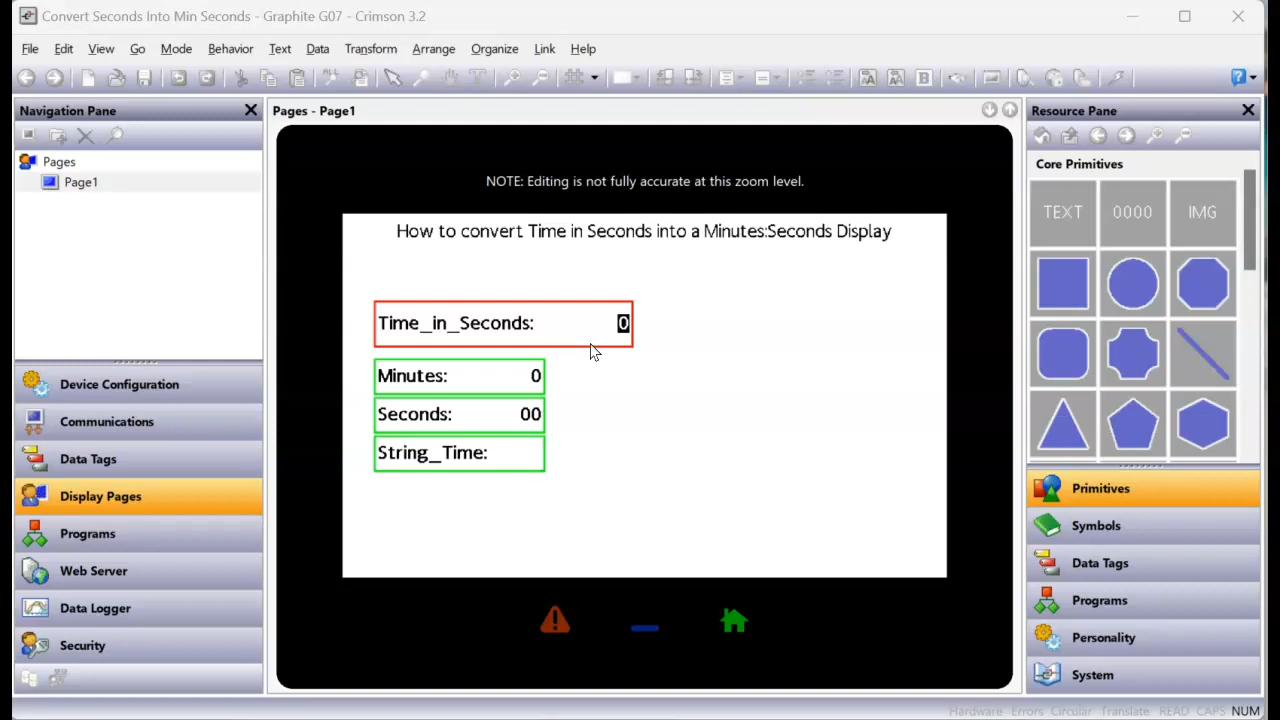 Convert Seconds Into Min Seconds - Graphite G07 - Crimson 3.2
File Edit View Go Mode Behavior Text Data Transform Arrange Organize Link Help
Navigation Pane
Pages
Page1
Device Configuration
Communications
Data Tags
Display Pages
Programs
Web Server
Data Logger
Security
Pages - Page1
NOTE: Editing is not fully accurate at this zoom level.
How to convert Time in Seconds into a Minutes:Seconds Display
Time_in_Seconds: 0
Minutes: 0
Seconds: 00
String_Time:
Resource Pane
Core Primitives
TEXT 0000 IMG
Primitives
Symbols
Data Tags
Programs
Personality
System
Hardware Errors Circular Translate READ CAPS NUM